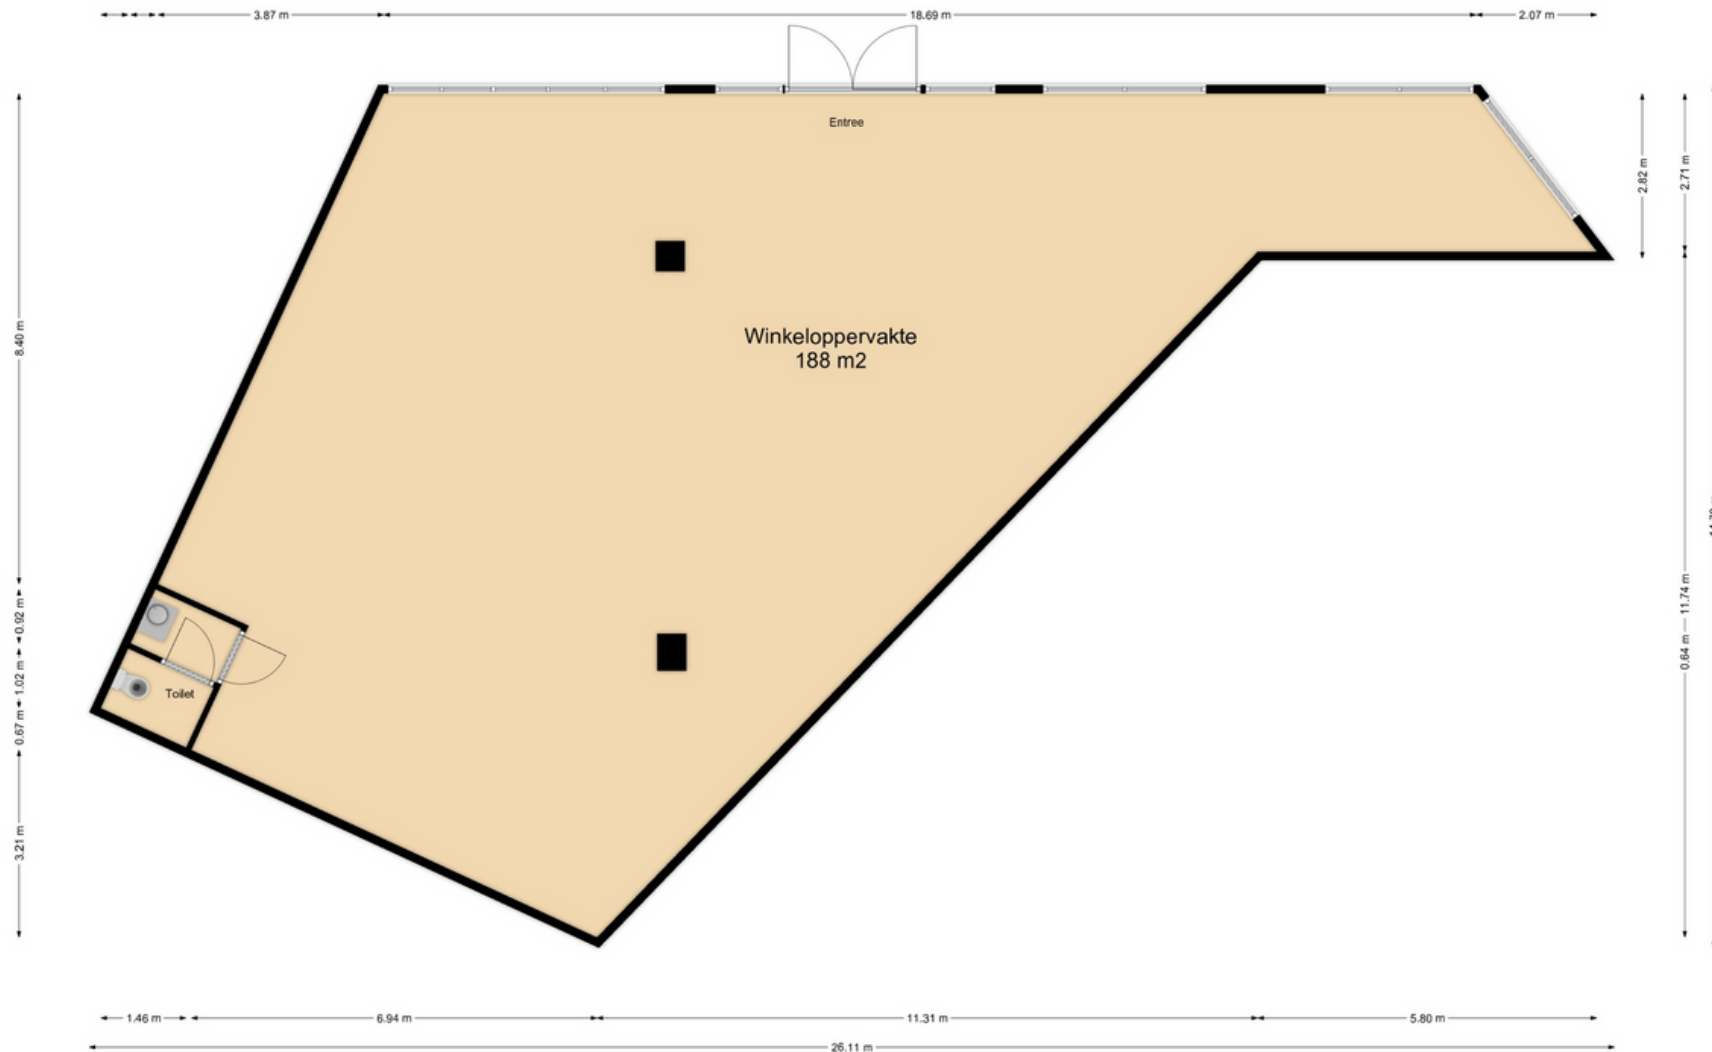 3.87 m
18.69 m
2.07 m
Entree
2.82 m
2.71 m
8.40 m
Winkeloppervakte
188 m2
0.92 m
1.02 m
0.67 m
Toilet
0.64 m
11.74 m
3.21 m
1.46 m
6.94 m
11.31 m
5.80 m
26.11 m